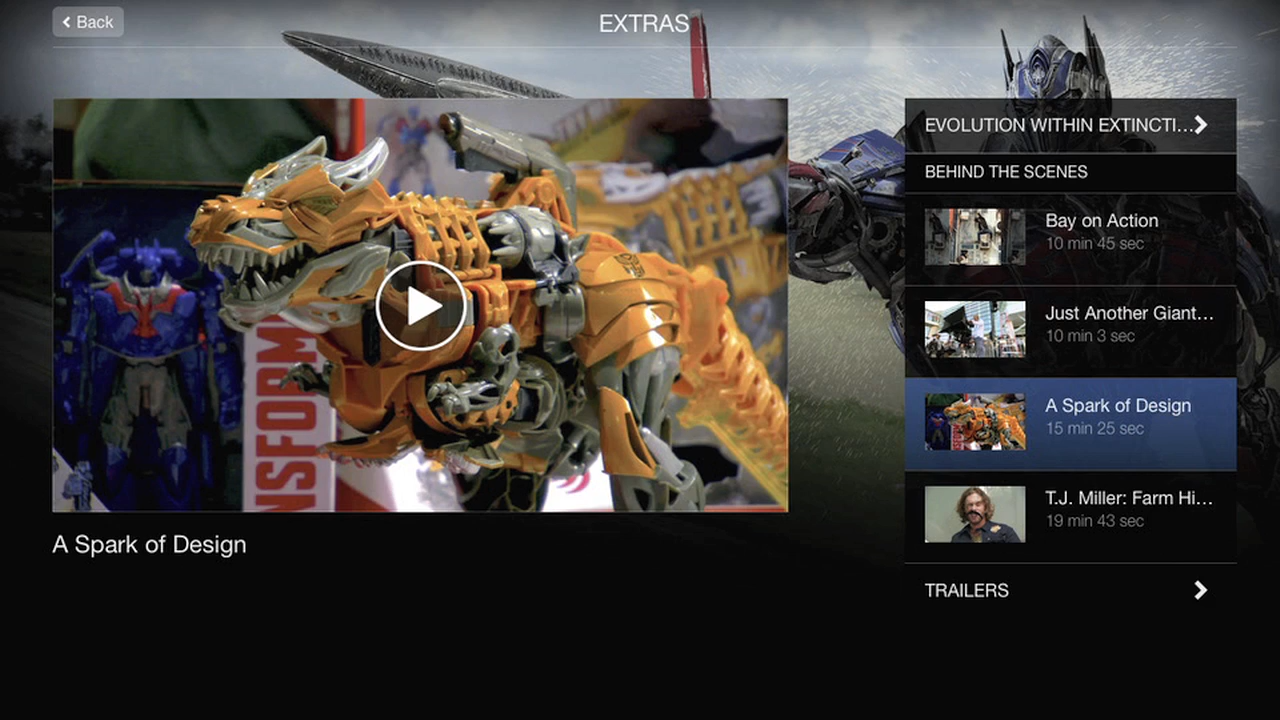 Back
EXTRAS
NSFORM
A Spark of Design
EVOLUTION WITHIN EXTINCTI...
BEHIND THE SCENES
Bay on Action
10 min 45 sec
Just Another Giant...
10 min 3 sec
A Spark of Design
15 min 25 sec
T.J. Miller: Farm Hi...
19 min 43 sec
TRAILERS